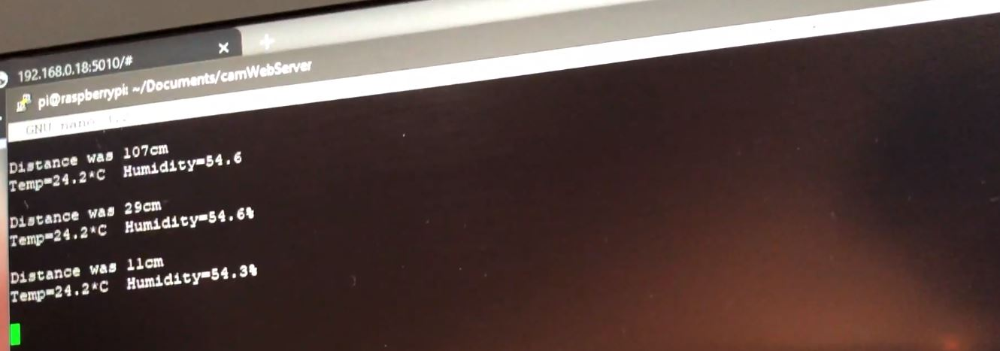 192.168.0.18:5010/#
pi@raspberrypi: ~/Documents/camWebServer
GNU nano
Distance was 107cm
Temp=24.2*C Humidity=54.6
Distance was 29cm
Temp=24.2*C Humidity=54.6%
Distance was 11cm
Temp=24.2*C Humidity=54.3%